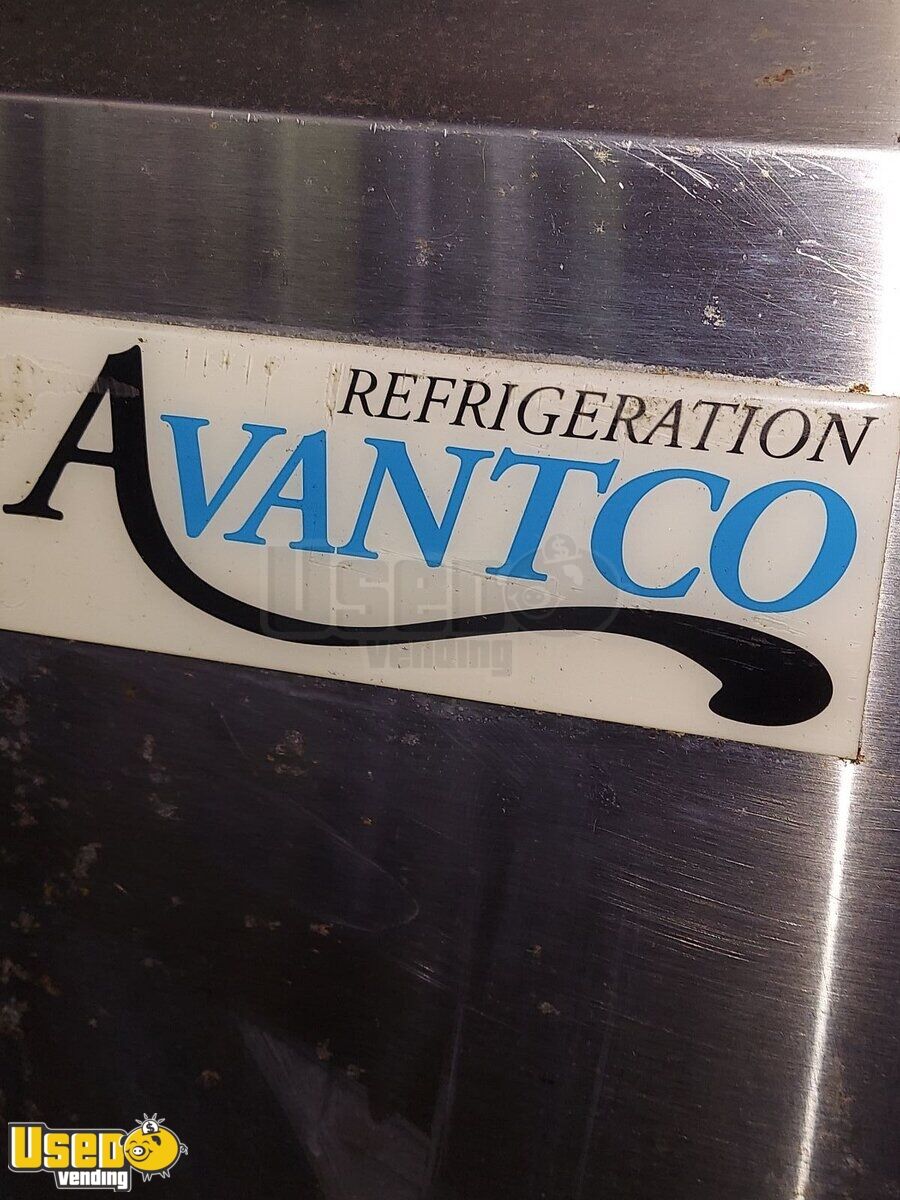 REFRIGERATION
AVANTCO
Used
vending
Used
vending